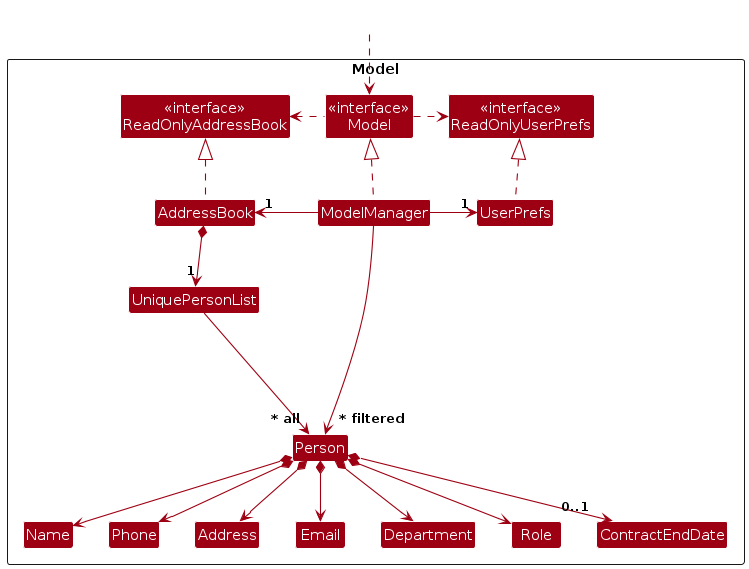 Model
«interface»
ReadOnlyAddressBook
«interface»
Model
«interface»
ReadOnlyUserPrefs
AddressBook
1
ModelManager
1
UserPrefs
1
UniquePersonList
* all
* filtered
Person
0..1
Name
Phone
Address
Email
Department
Role
ContractEndDate